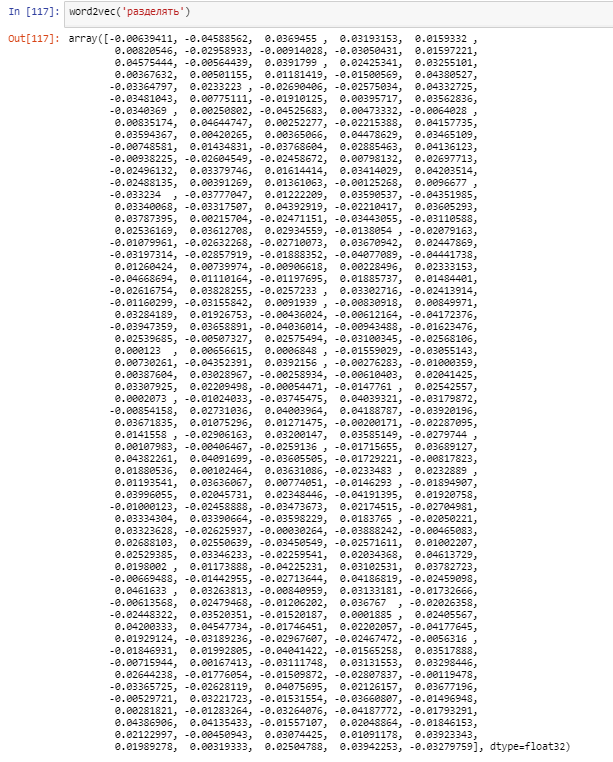 In [117]: word2vec('разделять')
Out[117]: array([-0.00639411, -0.04588562, 0.0369455 , 0.03193153, 0.0159332 ,
0.00820546, -0.02958933, -0.00914028, -0.03050431, 0.01597221,
0.04575444, -0.00564439, 0.0391799 , 0.02425341, 0.03255101,
0.00367632, 0.00501155, 0.01181419, -0.01500569, 0.04380527,
-0.03364797, 0.0233223 , -0.02690406, -0.02575034, 0.04332725,
-0.03481043, 0.00775111, -0.01910125, 0.00395717, 0.03562836,
-0.0340369 , 0.00250802, -0.04525683, 0.00473332, -0.0064028 ,
0.00835174, 0.04644747, 0.00252277, -0.02215388, 0.04157735,
0.03594367, 0.00420265, 0.00365066, 0.04478629, 0.03465109,
-0.00748581, 0.01434831, -0.03768604, 0.02885463, 0.04136123,
-0.00938225, -0.02604549, -0.02458672, 0.00798132, 0.02697713,
-0.02496132, 0.03379746, 0.01614414, 0.03414029, 0.04203514,
-0.02488135, 0.00391269, 0.01361063, -0.00125268, 0.0096677 ,
-0.033234 , -0.03777047, 0.01222209, 0.03590537, -0.04351985,
0.03340068, -0.03317507, 0.04392919, -0.02210417, 0.03605293,
0.03787395, 0.00215704, -0.02471151, -0.03443055, -0.03110588,
0.02536169, 0.03612708, 0.02934559, -0.0138054 , -0.02079163,
-0.01079961, -0.02632268, -0.02710073, 0.03670942, 0.02447869,
-0.03197314, -0.02857919, -0.01888352, -0.04077089, -0.04441738,
0.01260424, 0.00739974, -0.00906618, 0.00228496, 0.02333153,
-0.04668694, 0.01110164, -0.01197695, 0.01885737, 0.01484401,
-0.02616754, 0.03828255, -0.0257233 , 0.03302716, -0.02413914,
-0.01160299, -0.03155842, 0.0091939 , -0.00830918, 0.00849971,
0.03284189, 0.01926753, -0.00436024, -0.00612164, -0.04172376,
-0.03947359, 0.03658891, -0.04036014, -0.00943488, -0.01623476,
0.02539685, -0.00507327, 0.02575494, -0.03100345, -0.02568106,
0.000123 , 0.00656615, 0.0006848 , -0.01559029, -0.03055143,
0.00730261, -0.04352391, 0.0392156 , -0.00276283, -0.01000359,
0.00387604, 0.03028967, -0.00258934, -0.00610403, 0.02041425,
0.03307925, 0.02209498, -0.00054471, -0.0147761 , 0.02542557,
0.0002073 , -0.01024033, -0.03745475, 0.04039321, -0.03179872,
-0.00854158, 0.02731036, 0.04003964, 0.04188787, -0.03920196,
0.03671835, 0.01075296, 0.01271475, -0.00200171, -0.02287095,
0.0141558 , -0.02906163, 0.03200147, 0.03585149, -0.0279744 ,
0.00107983, -0.00406467, -0.0259136 , -0.01715655, 0.03689127,
0.04382261, 0.04091699, -0.03605505, -0.01729221, -0.00817823,
0.01880536, 0.00102464, 0.03631086, -0.0233483 , 0.0232889 ,
0.01193541, 0.03636067, 0.00774051, -0.0146293 , -0.01894907,
0.03996055, 0.02045731, 0.02348446, -0.04191395, 0.01920758,
-0.01000123, -0.02458888, -0.03473673, 0.02174515, -0.02704981,
0.03334304, 0.03390664, -0.03598229, 0.0183765 , -0.02050221,
0.03323628, -0.02625937, -0.00030264, -0.03888242, -0.00465083,
0.02688103, 0.02550639, -0.03450549, -0.02571611, 0.01002207,
0.02529385, 0.03346233, -0.02259541, 0.02034368, 0.04613729,
0.0198002 , 0.01173888, -0.04225231, 0.03102531, 0.03782723,
-0.00669488, -0.01442955, -0.02713644, 0.04186819, -0.02459098,
0.0461633 , 0.03263813, -0.00840959, 0.03133181, -0.01732666,
-0.00613568, 0.02479468, -0.01206202, 0.036767 , -0.02026358,
-0.02448322, 0.03520351, -0.01520187, 0.0001885 , -0.02405567,
0.04200333, 0.04547734, -0.01746451, 0.02202057, -0.04177645,
0.01929124, -0.03189236, -0.02967607, -0.02467472, -0.0056316 ,
-0.01846931, 0.01992805, -0.04041422, -0.01565258, 0.03517888,
-0.00715944, 0.00167413, -0.03111748, 0.03131553, 0.03298446,
0.02644238, -0.01776054, -0.01509872, -0.02807837, -0.00119478,
-0.03365725, -0.02628119, 0.04075695, 0.02126157, 0.03677196,
-0.00529721, 0.03221723, -0.01531554, -0.03660807, -0.01496948,
0.00281821, -0.01283264, -0.03264076, -0.04187772, -0.01793291,
0.04386906, 0.04135433, -0.01557107, 0.02048864, -0.01846153,
0.02122997, -0.00450943, 0.03074425, 0.01091178, 0.03923343,
0.01989278, 0.00319333, 0.02504788, 0.03942253, -0.03279759], dtype=float32)